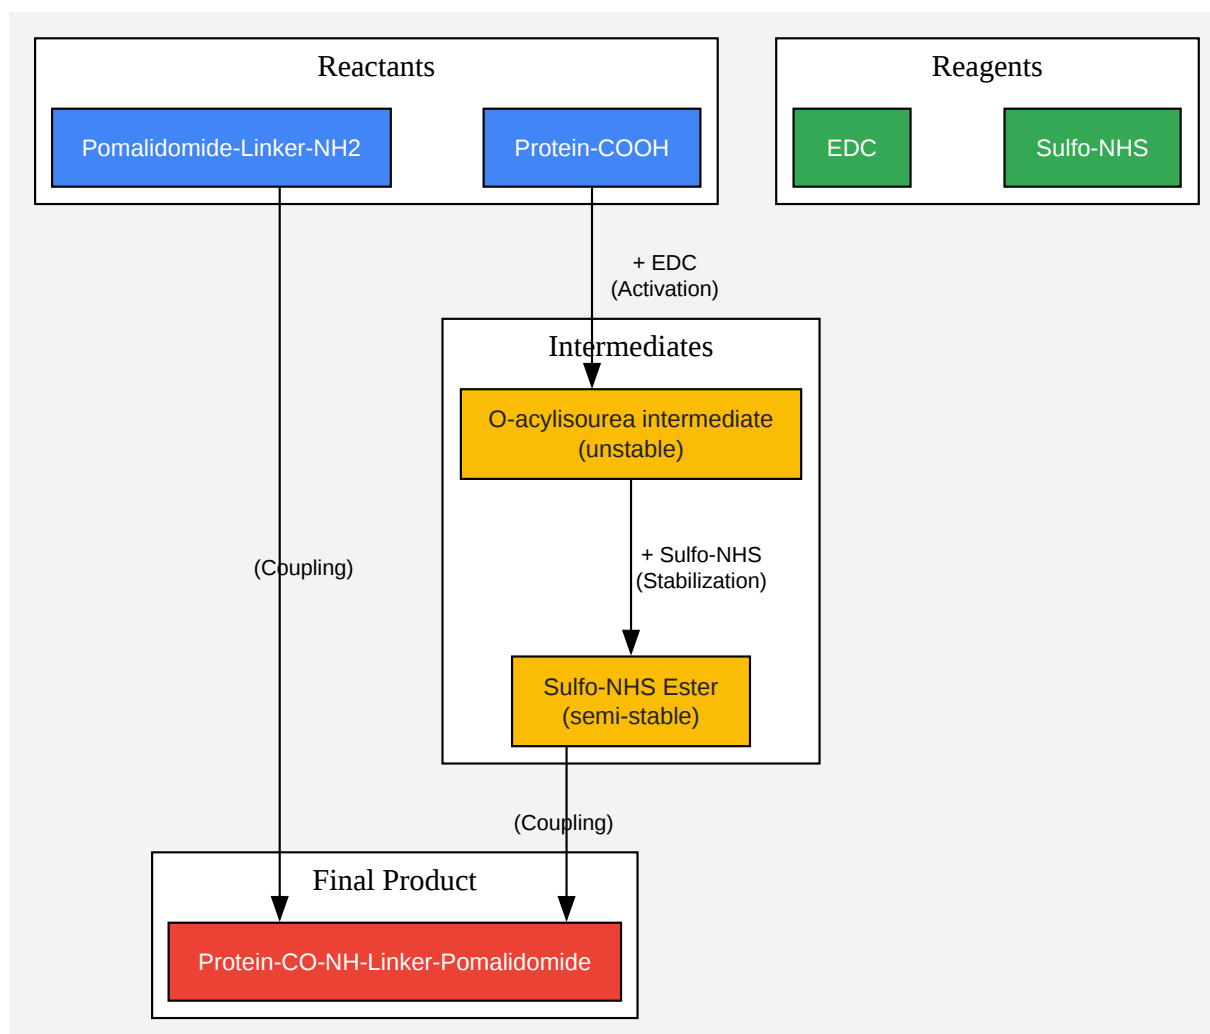 Reactants
Reagents
Pomalidomide-Linker-NH2
Protein-COOH
EDC
Sulfo-NHS
+ EDC
(Activation)
Intermediates
O-acylisourea intermediate
(unstable)
+ Sulfo-NHS
(Stabilization)
(Coupling)
Sulfo-NHS Ester
(semi-stable)
(Coupling)
Final Product
Protein-CO-NH-Linker-Pomalidomide